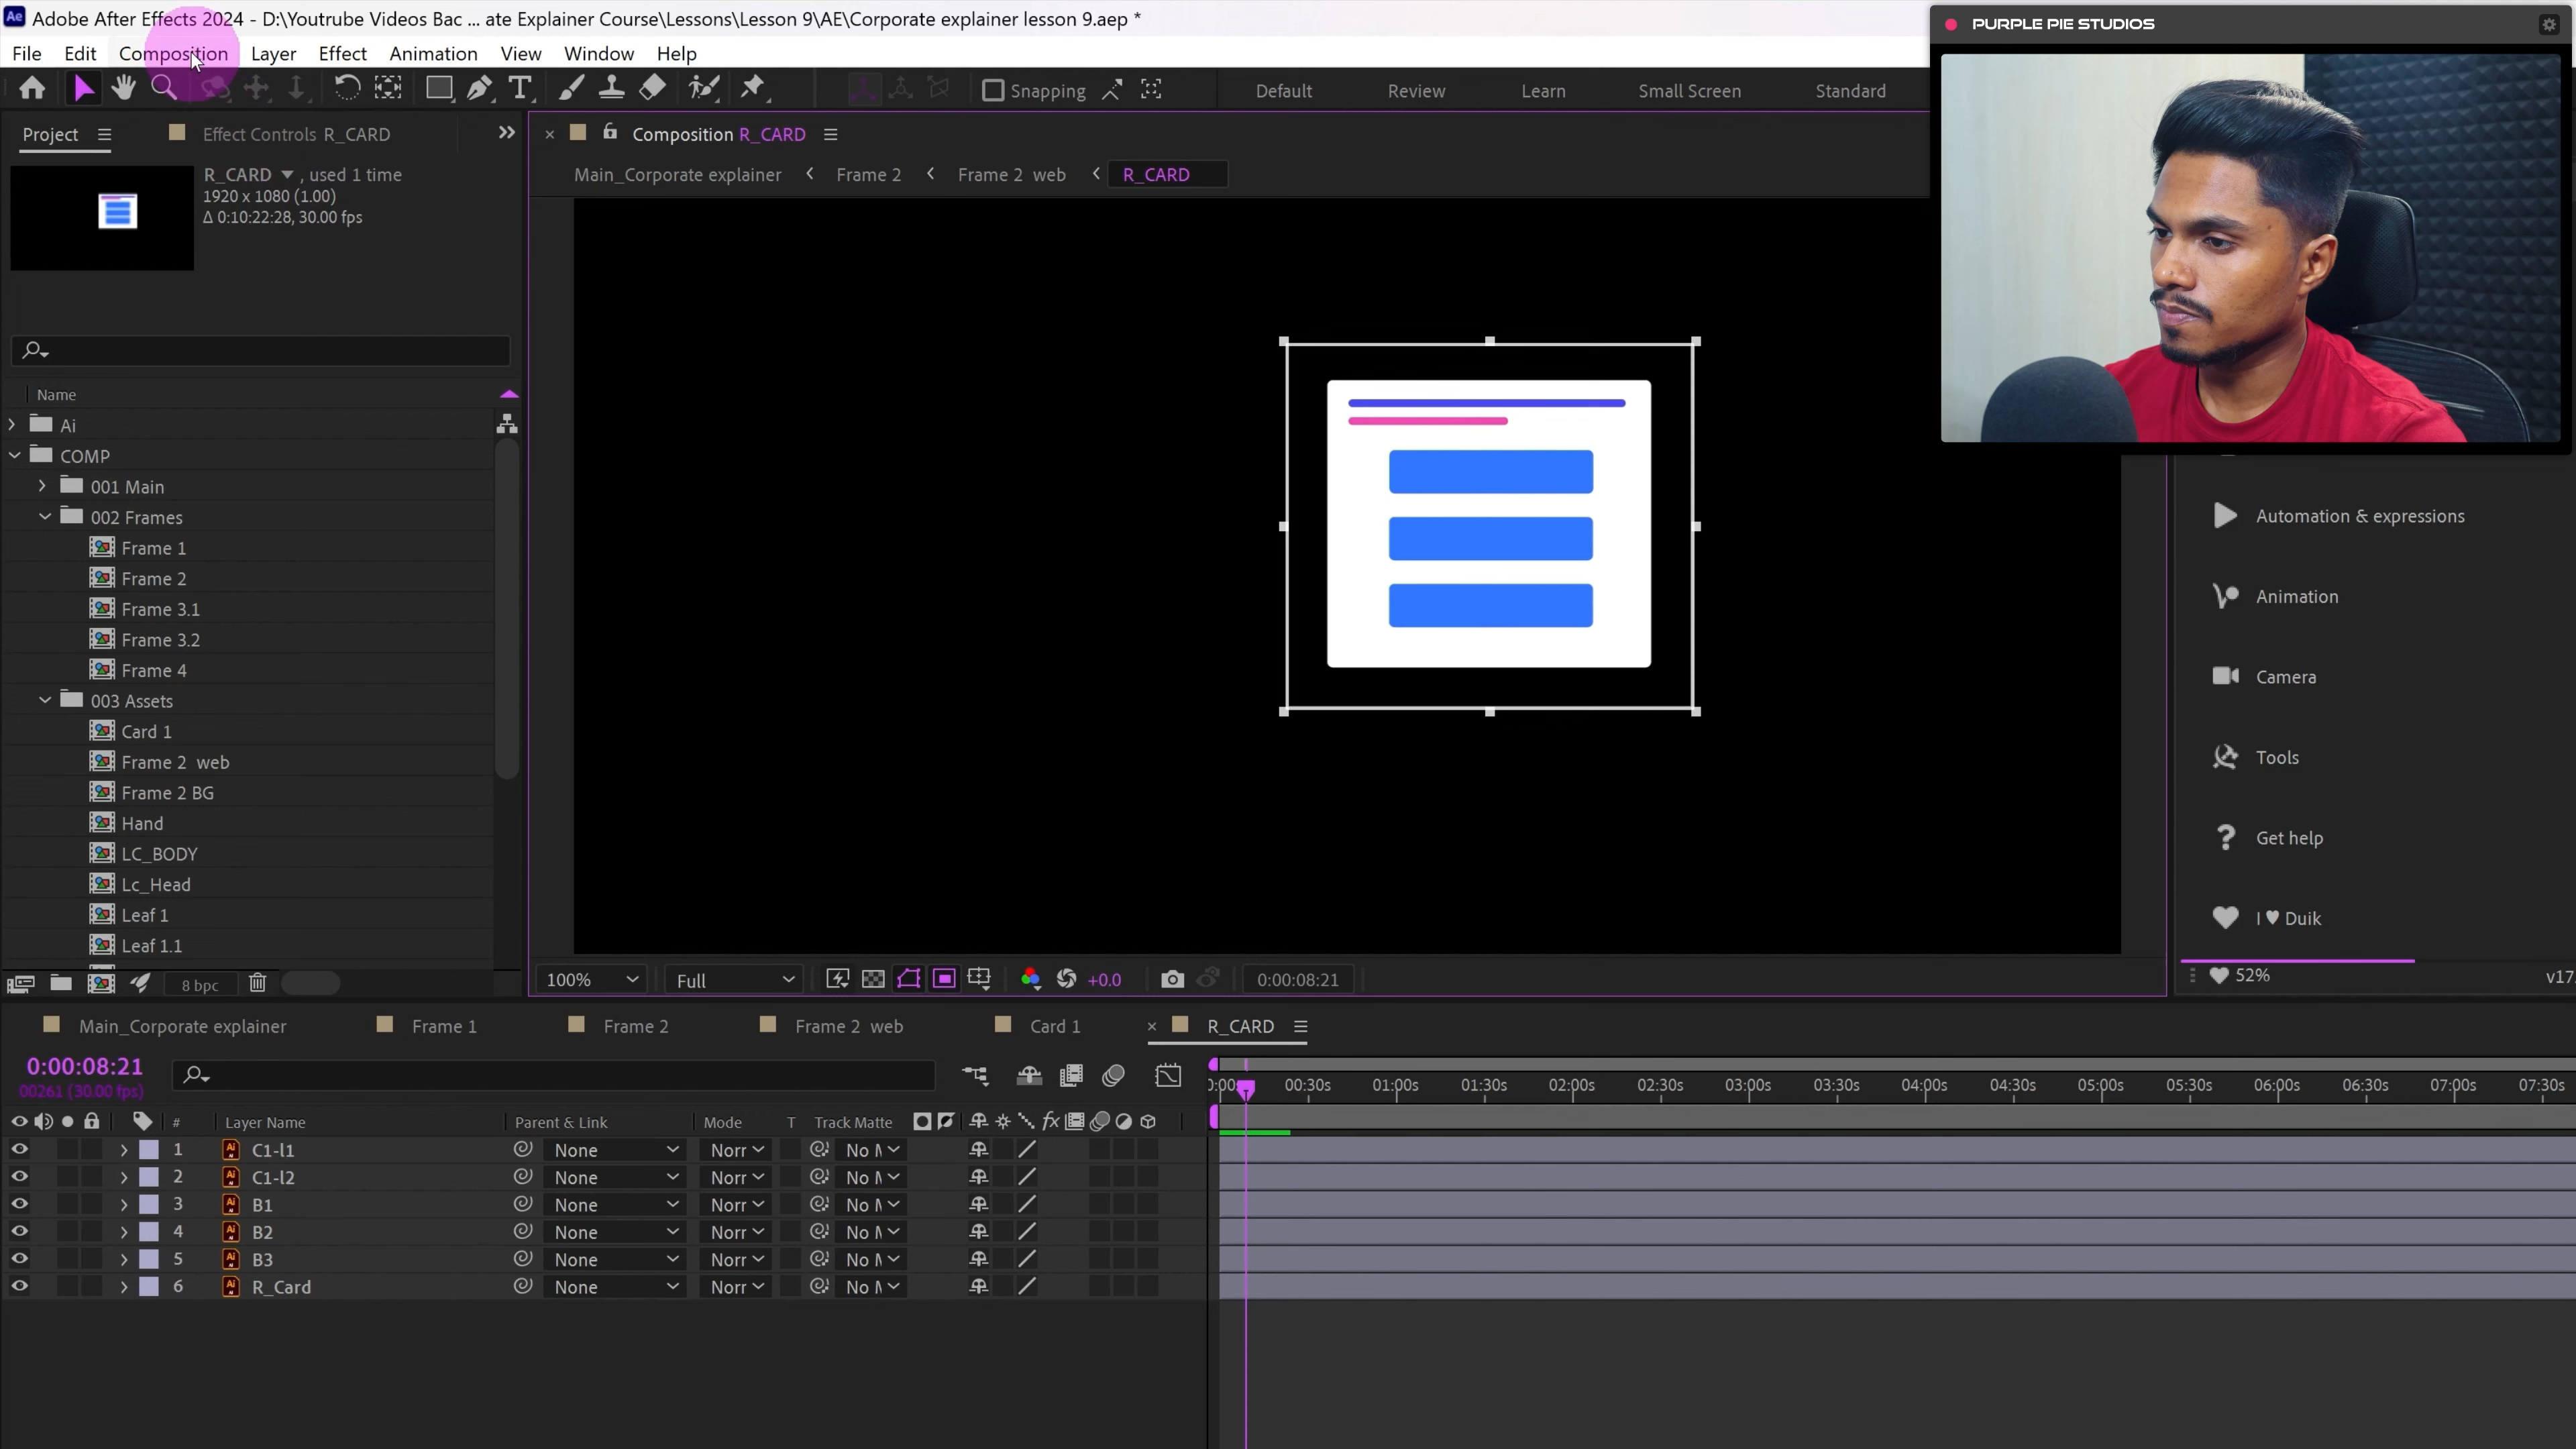 Adobe After Effects 2024 - D:\Youtrube Videos Bac ... ate Explainer Course\Lessons\Lesson 9\AE\Corporate explainer lesson 9.aep *
PURPLE PIE STUDIOS
File Edit Composition Layer Effect Animation View Window Help
Snapping Default Review Learn Small Screen Standard
Project Effect Controls R_CARD
Composition R_CARD
R_CARD , used 1 time
1920 x 1080 (1.00)
Δ 0:10:22:28, 30.00 fps
Main_Corporate explainer Frame 2 Frame 2 web R_CARD
Name
Ai
COMP
001 Main
002 Frames
Frame 1
Frame 2
Frame 3.1
Frame 3.2
Frame 4
003 Assets
Card 1
Frame 2 web
Frame 2 BG
Hand
LC_BODY
Lc_Head
Leaf 1
Leaf 1.1
8 bpc
100% Full +0.0 0:00:08:21
Automation & expressions
Animation
Camera
Tools
Get help
I ♥ Duik
52% v17.
Main_Corporate explainer Frame 1 Frame 2 Frame 2 web Card 1 R_CARD
0:00:08:21
00261 (30.00 fps)
00:30s 01:00s 01:30s 02:00s 02:30s 03:00s 03:30s 04:00s 04:30s 05:00s 05:30s 06:00s 06:30s 07:00s 07:30s
# Layer Name Parent & Link Mode T Track Matte fx
1 C1-l1 None Norr No M
2 C1-l2 None Norr No M
3 B1 None Norr No M
4 B2 None Norr No M
5 B3 None Norr No M
6 R_Card None Norr No M